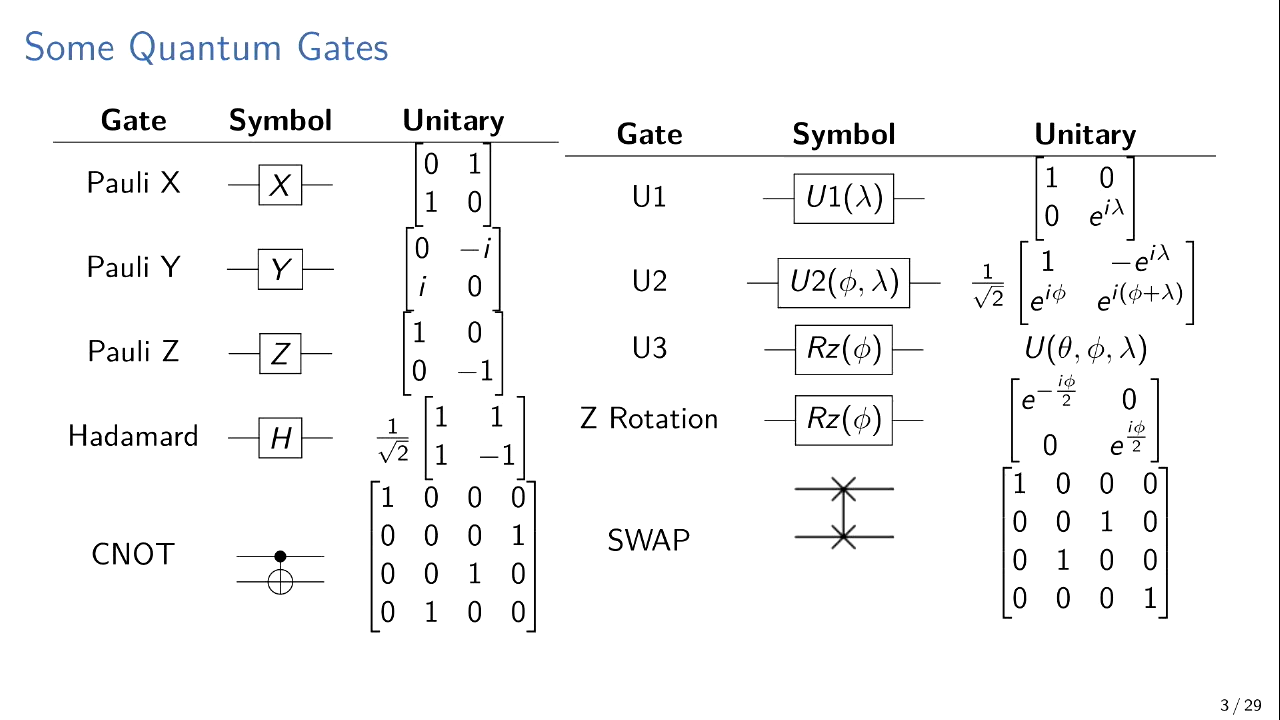 Some Quantum Gates
Gate Symbol Unitary
Pauli X X [0 1
1 0]
Pauli Y Y [0 −i
i 0]
Pauli Z Z [1 0
0 −1]
Hadamard H 1/√2 [1 1
1 −1]
CNOT [1 0 0 0
0 0 0 1
0 0 1 0
0 1 0 0]
Gate Symbol Unitary
U1 U1(λ) [1 0
0 e^{iλ}]
U2 U2(ϕ, λ) 1/√2 [1 −e^{iλ}
e^{iϕ} e^{i(ϕ+λ)}]
U3 Rz(ϕ) U(θ, ϕ, λ)
Z Rotation Rz(ϕ) [e^{−iϕ/2} 0
0 e^{iϕ/2}]
SWAP [1 0 0 0
0 0 1 0
0 1 0 0
0 0 0 1]
3 / 29